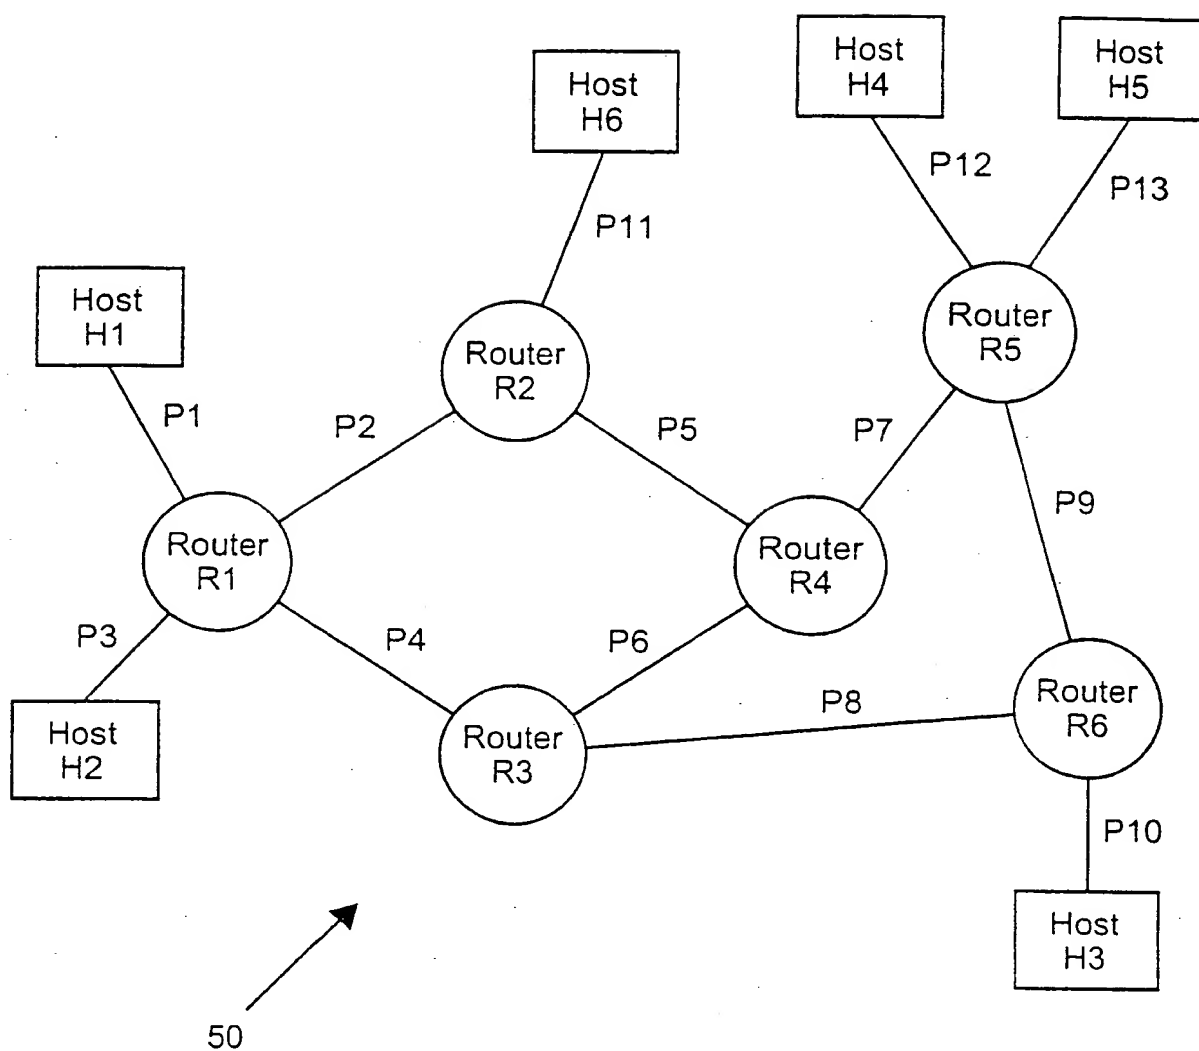 Host
H4
Host
H5
Host
H6
P12
P13
P11
Host
H1
Router
R5
Router
R2
P1
P2
P5
P7
P9
Router
R1
Router
R4
P3
P4
P6
Router
R6
P8
Host
H2
Router
R3
P10
Host
H3
50